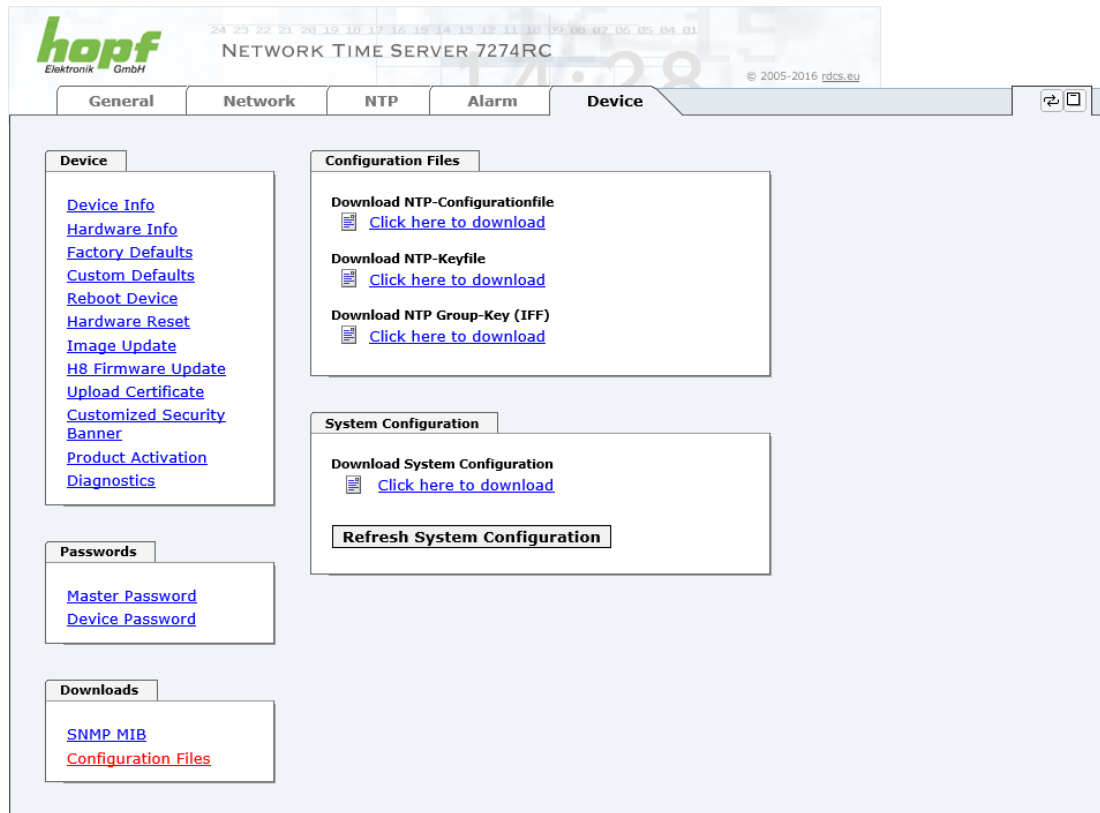 hopf
Elektronik GmbH
24 23 22 21 20 19 18 17 16 15 14 13 12 11 10 09 08 07 06 05 04 01
NETWORK TIME SERVER 7274RC
14:28
© 2005-2016 rdcs.eu
General Network NTP Alarm Device
Device
Device Info
Hardware Info
Factory Defaults
Custom Defaults
Reboot Device
Hardware Reset
Image Update
H8 Firmware Update
Upload Certificate
Customized Security
Banner
Product Activation
Diagnostics
Passwords
Master Password
Device Password
Downloads
SNMP MIB
Configuration Files
Configuration Files
Download NTP-Configurationfile
Click here to download
Download NTP-Keyfile
Click here to download
Download NTP Group-Key (IFF)
Click here to download
System Configuration
Download System Configuration
Click here to download
Refresh System Configuration